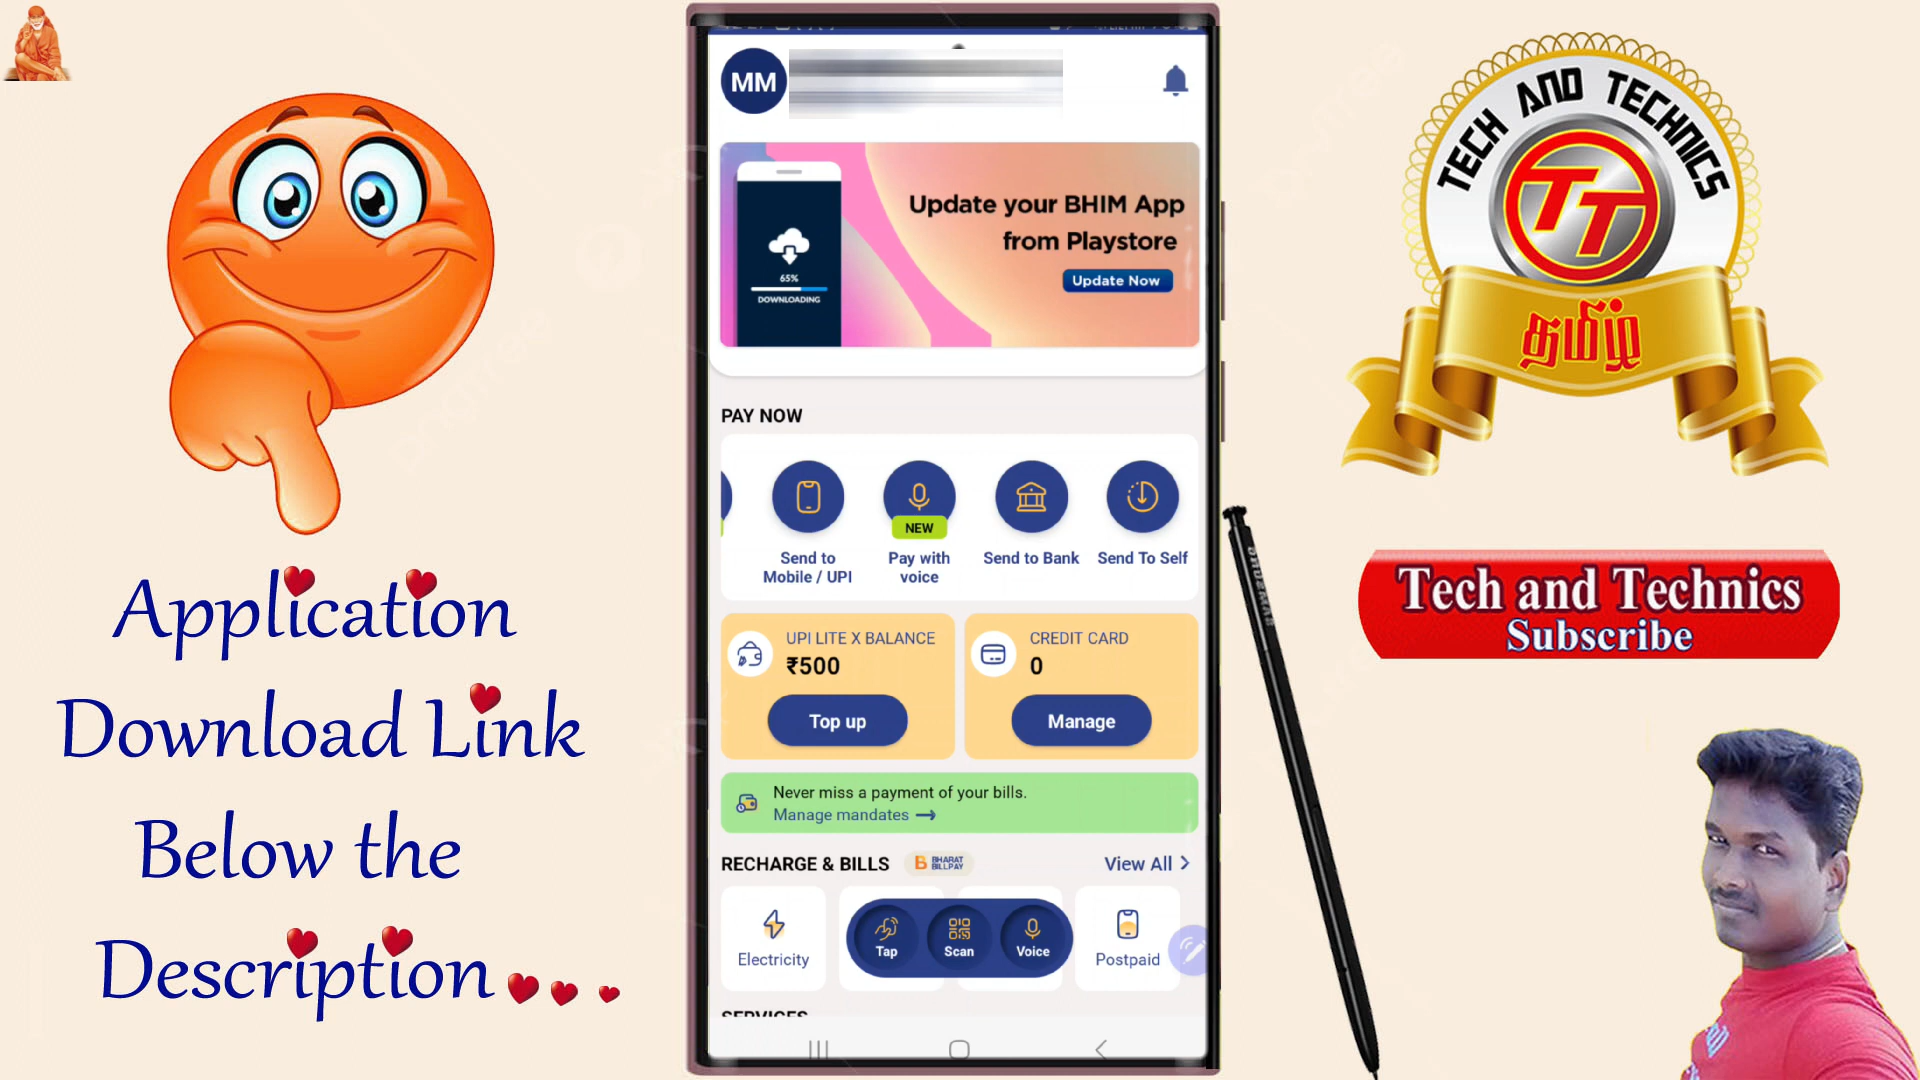 MM
Update your BHIM App
from Playstore
Update Now
65%
DOWNLOADING
PAY NOW
Send to
Mobile / UPI
NEW
Pay with
voice
Send to Bank
Send To Self
UPI LITE X BALANCE
₹500
Top up
CREDIT CARD
0
Manage
Never miss a payment of your bills.
Manage mandates
RECHARGE & BILLS
BHARAT
BILLPAY
View All
Electricity
Tap
Scan
Voice
Postpaid
SERVICES
Application
Download Link
Below the
Description...
TECH AND TECHNICS
TT
தமிழ்
Tech and Technics
Subscribe
SAMSUNG